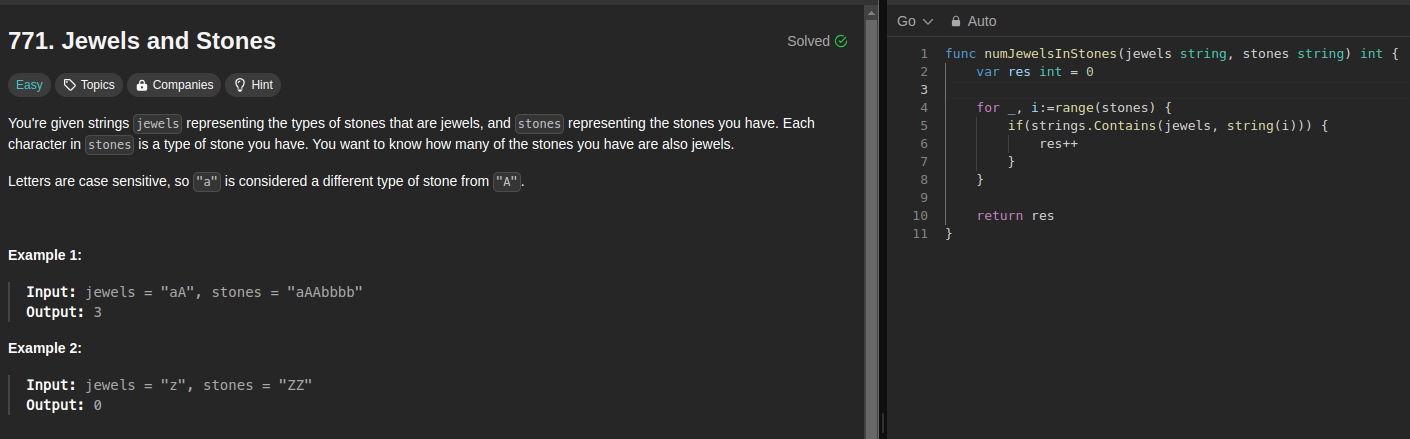 771. Jewels and Stones
Solved
Easy Topics Companies Hint
You're given strings jewels representing the types of stones that are jewels, and stones representing the stones you have. Each
character in stones is a type of stone you have. You want to know how many of the stones you have are also jewels.
Letters are case sensitive, so "a" is considered a different type of stone from "A".
Example 1:
Input: jewels = "aA", stones = "aAAbbbb"
Output: 3
Example 2:
Input: jewels = "z", stones = "ZZ"
Output: 0
Go Auto
1 func numJewelsInStones(jewels string, stones string) int {
2     var res int = 0
3
4     for _, i:=range(stones) {
5         if(strings.Contains(jewels, string(i))) {
6             res++
7         }
8     }
9
10     return res
11 }